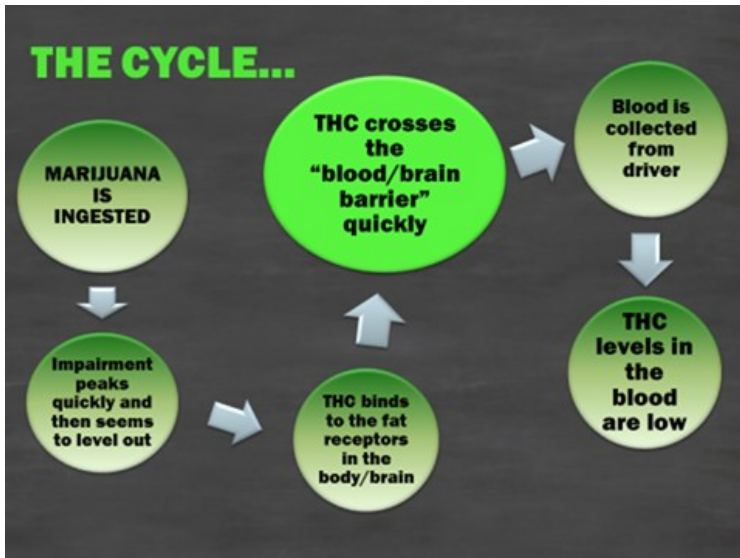 THE CYCLE...
MARIJUANA
IS
INGESTED
Impairment
peaks
quickly and
then seems
to level out
THC binds
to the fat
receptors
in the
body/brain
THC crosses
the
“blood/brain
barrier”
quickly
Blood is
collected
from
driver
THC
levels in
the
blood
are low